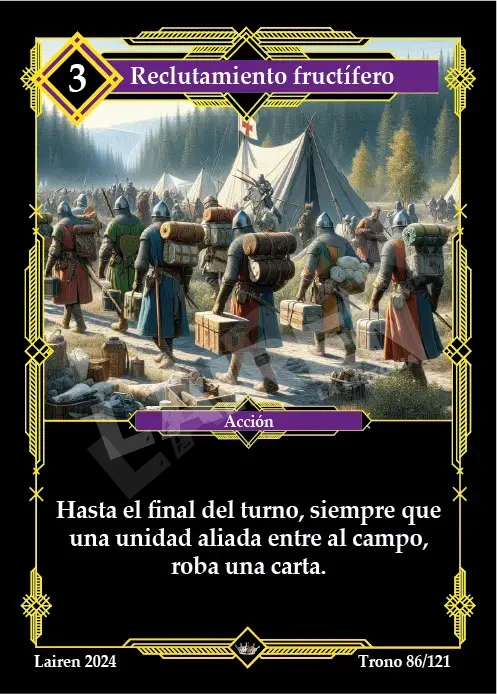 3
Reclutamiento fructífero
Acción
Hasta el final del turno, siempre que
una unidad aliada entre al campo,
roba una carta.
Lairen 2024
Trono 86/121